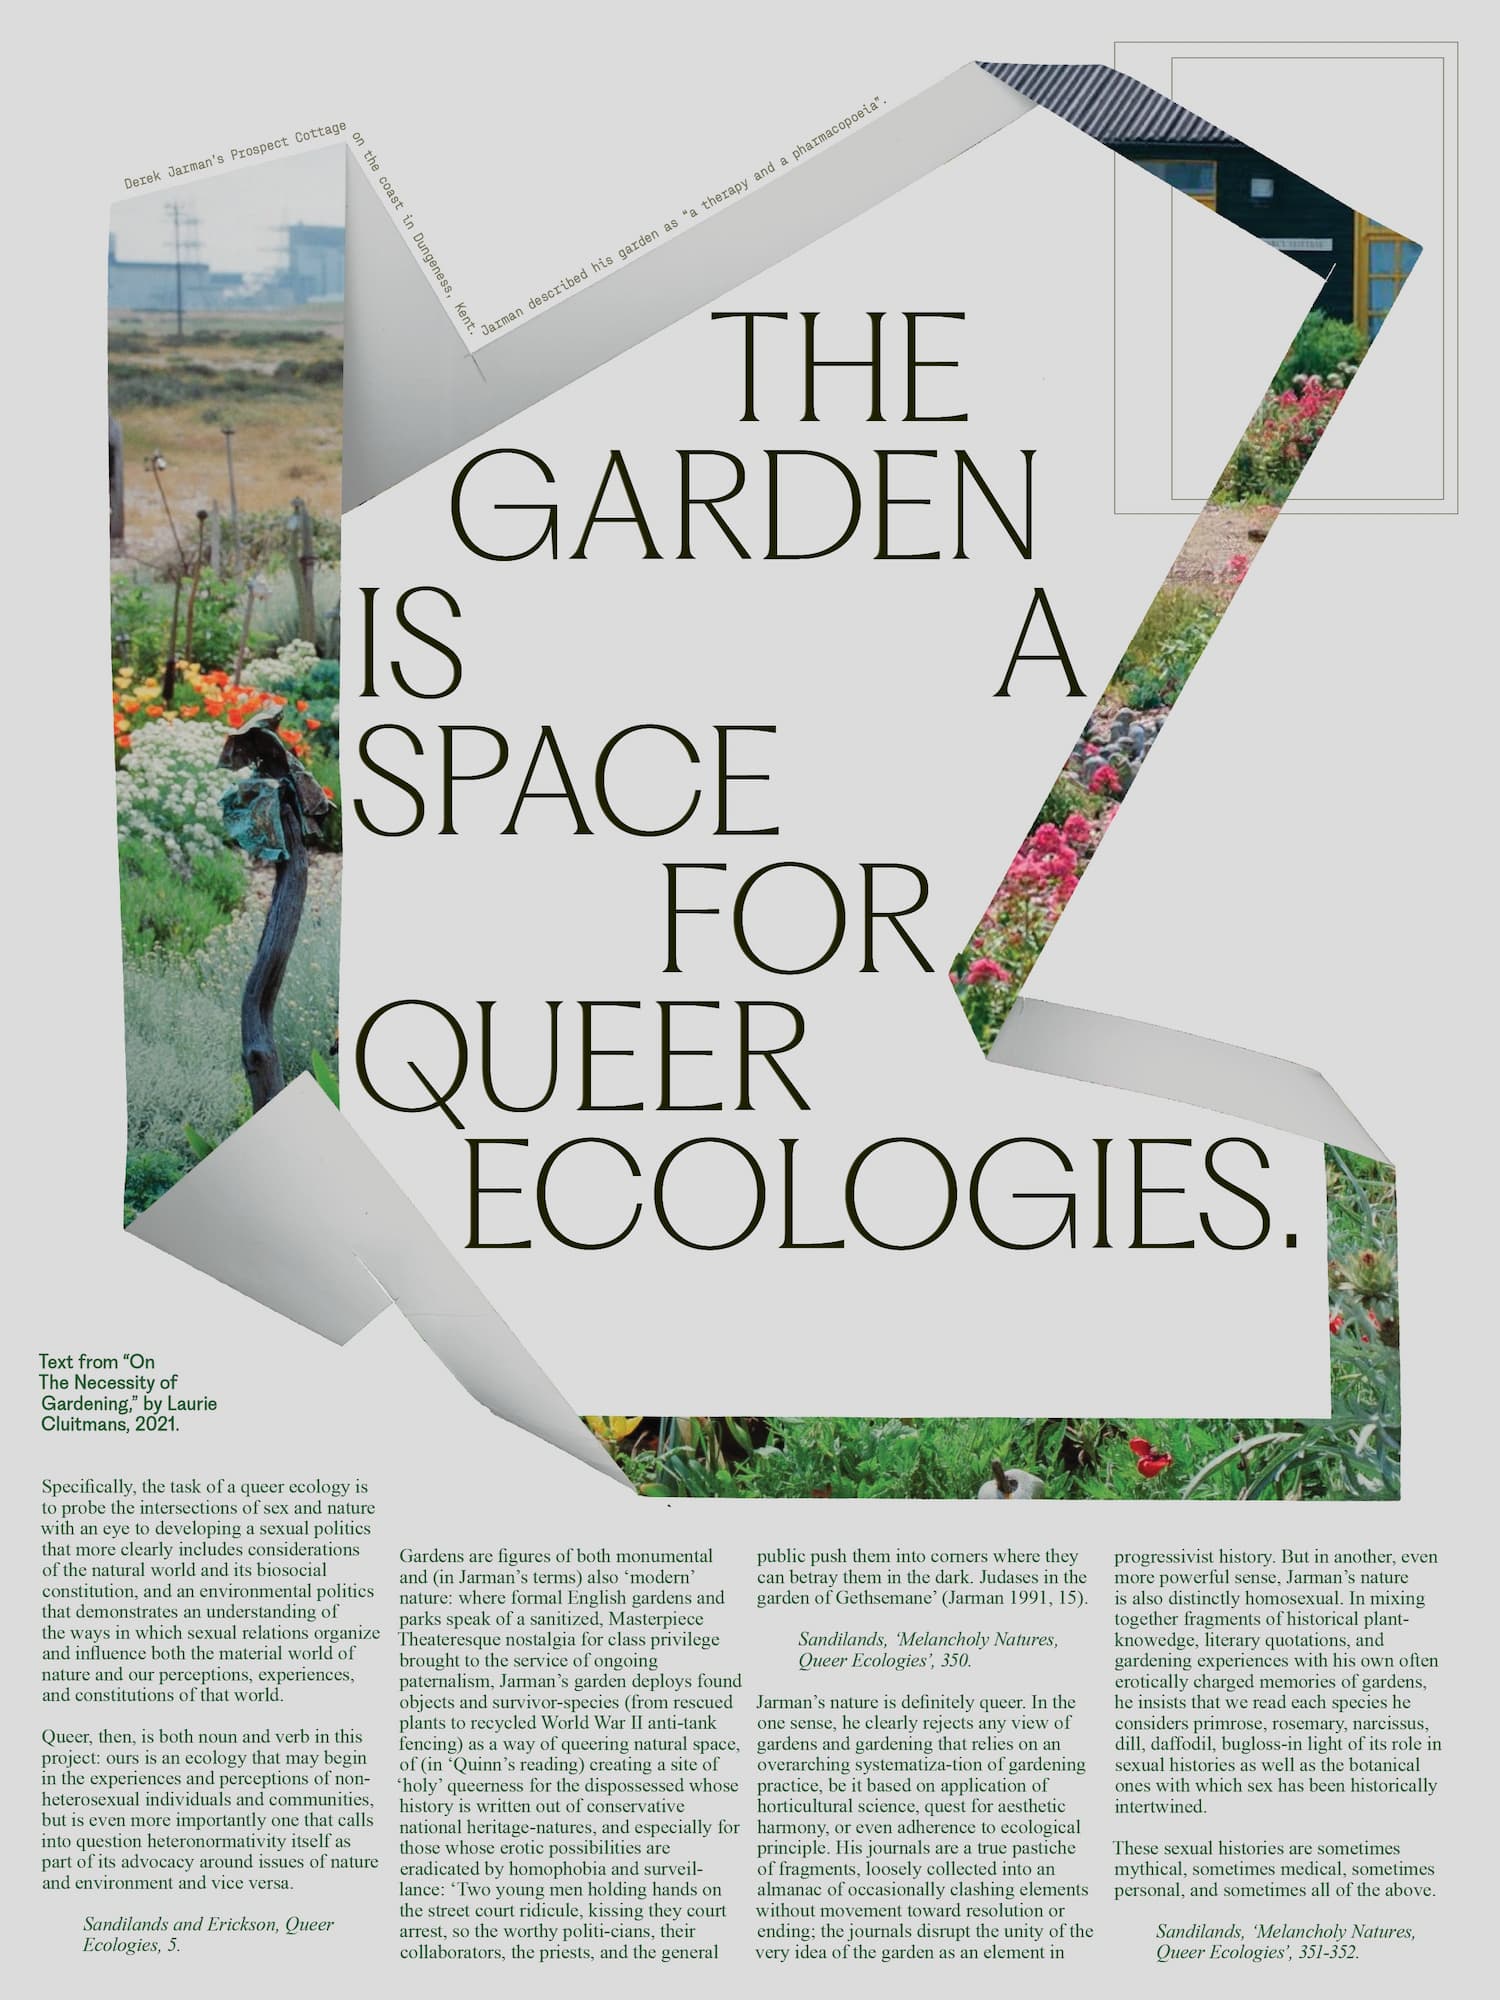 Derek Jarman's Prospect Cottage
on the coast in Dungeness, Kent.
Jarman described his garden as "a therapy and a pharmacopoeia".
THE
GARDEN
IS A
SPACE
FOR
QUEER
ECOLOGIES.
Text from “On
The Necessity of
Gardening,” by Laurie
Cluitmans, 2021.
Specifically, the task of a queer ecology is
to probe the intersections of sex and nature
with an eye to developing a sexual politics
that more clearly includes considerations
of the natural world and its biosocial
constitution, and an environmental politics
that demonstrates an understanding of
the ways in which sexual relations organize
and influence both the material world of
nature and our perceptions, experiences,
and constitutions of that world.
Queer, then, is both noun and verb in this
project: ours is an ecology that may begin
in the experiences and perceptions of non-
heterosexual individuals and communities,
but is even more importantly one that calls
into question heteronormativity itself as
part of its advocacy around issues of nature
and environment and vice versa.
Sandilands and Erickson, Queer
Ecologies, 5.
Gardens are figures of both monumental
and (in Jarman’s terms) also ‘modern’
nature: where formal English gardens and
parks speak of a sanitized, Masterpiece
Theateresque nostalgia for class privilege
brought to the service of ongoing
paternalism, Jarman’s garden deploys found
objects and survivor-species (from rescued
plants to recycled World War II anti-tank
fencing) as a way of queering natural space,
of (in ‘Quinn’s reading) creating a site of
‘holy’ queerness for the dispossessed whose
history is written out of conservative
national heritage-natures, and especially for
those whose erotic possibilities are
eradicated by homophobia and surveil-
lance: ‘Two young men holding hands on
the street court ridicule, kissing they court
arrest, so the worthy politi-cians, their
collaborators, the priests, and the general
public push them into corners where they
can betray them in the dark. Judases in the
garden of Gethsemane’ (Jarman 1991, 15).
Sandilands, ‘Melancholy Natures,
Queer Ecologies’, 350.
Jarman’s nature is definitely queer. In the
one sense, he clearly rejects any view of
gardens and gardening that relies on an
overarching systematiza-tion of gardening
practice, be it based on application of
horticultural science, quest for aesthetic
harmony, or even adherence to ecological
principle. His journals are a true pastiche
of fragments, loosely collected into an
almanac of occasionally clashing elements
without movement toward resolution or
ending; the journals disrupt the unity of the
very idea of the garden as an element in
progressivist history. But in another, even
more powerful sense, Jarman’s nature
is also distinctly homosexual. In mixing
together fragments of historical plant-
knowedge, literary quotations, and
gardening experiences with his own often
erotically charged memories of gardens,
he insists that we read each species he
considers primrose, rosemary, narcissus,
dill, daffodil, bugloss-in light of its role in
sexual histories as well as the botanical
ones with which sex has been historically
intertwined.
These sexual histories are sometimes
mythical, sometimes medical, sometimes
personal, and sometimes all of the above.
Sandilands, ‘Melancholy Natures,
Queer Ecologies’, 351-352.